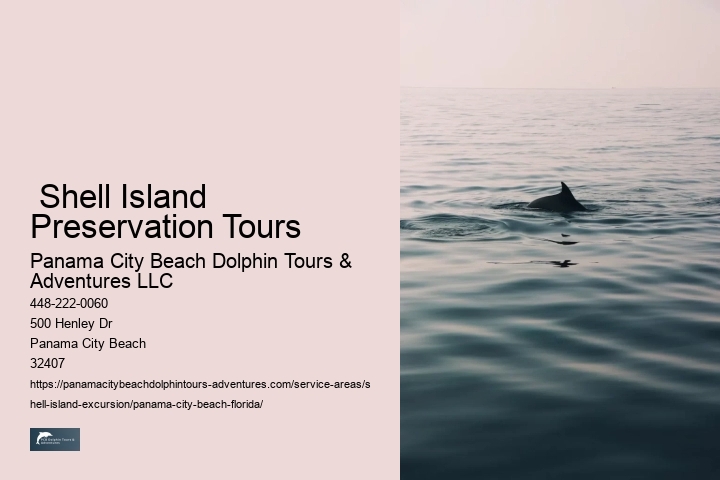 Shell Island
Preservation Tours
Panama City Beach Dolphin Tours &
Adventures LLC
448-222-0060
500 Henley Dr
Panama City Beach
32407
https://panamacitybeachdolphintours-adventures.com/service-areas/s
hell-island-excursion/panama-city-beach-florida/